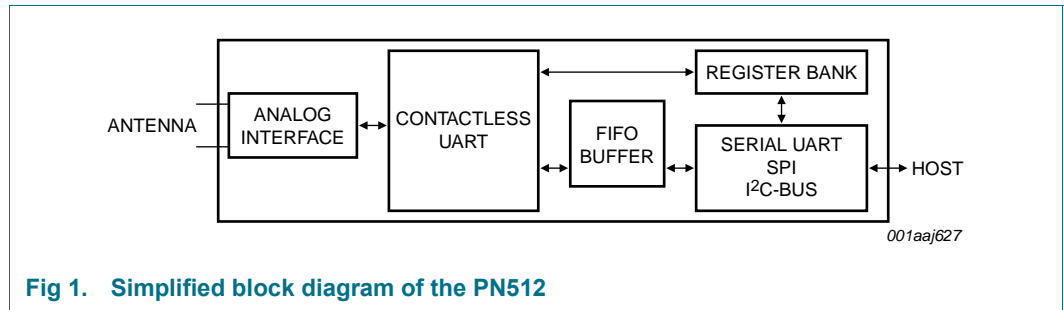 ANTENNA
ANALOG
INTERFACE
CONTACTLESS
UART
FIFO
BUFFER
REGISTER BANK
SERIAL UART
SPI
I²C-BUS
HOST
001aaj627
Fig 1. Simplified block diagram of the PN512